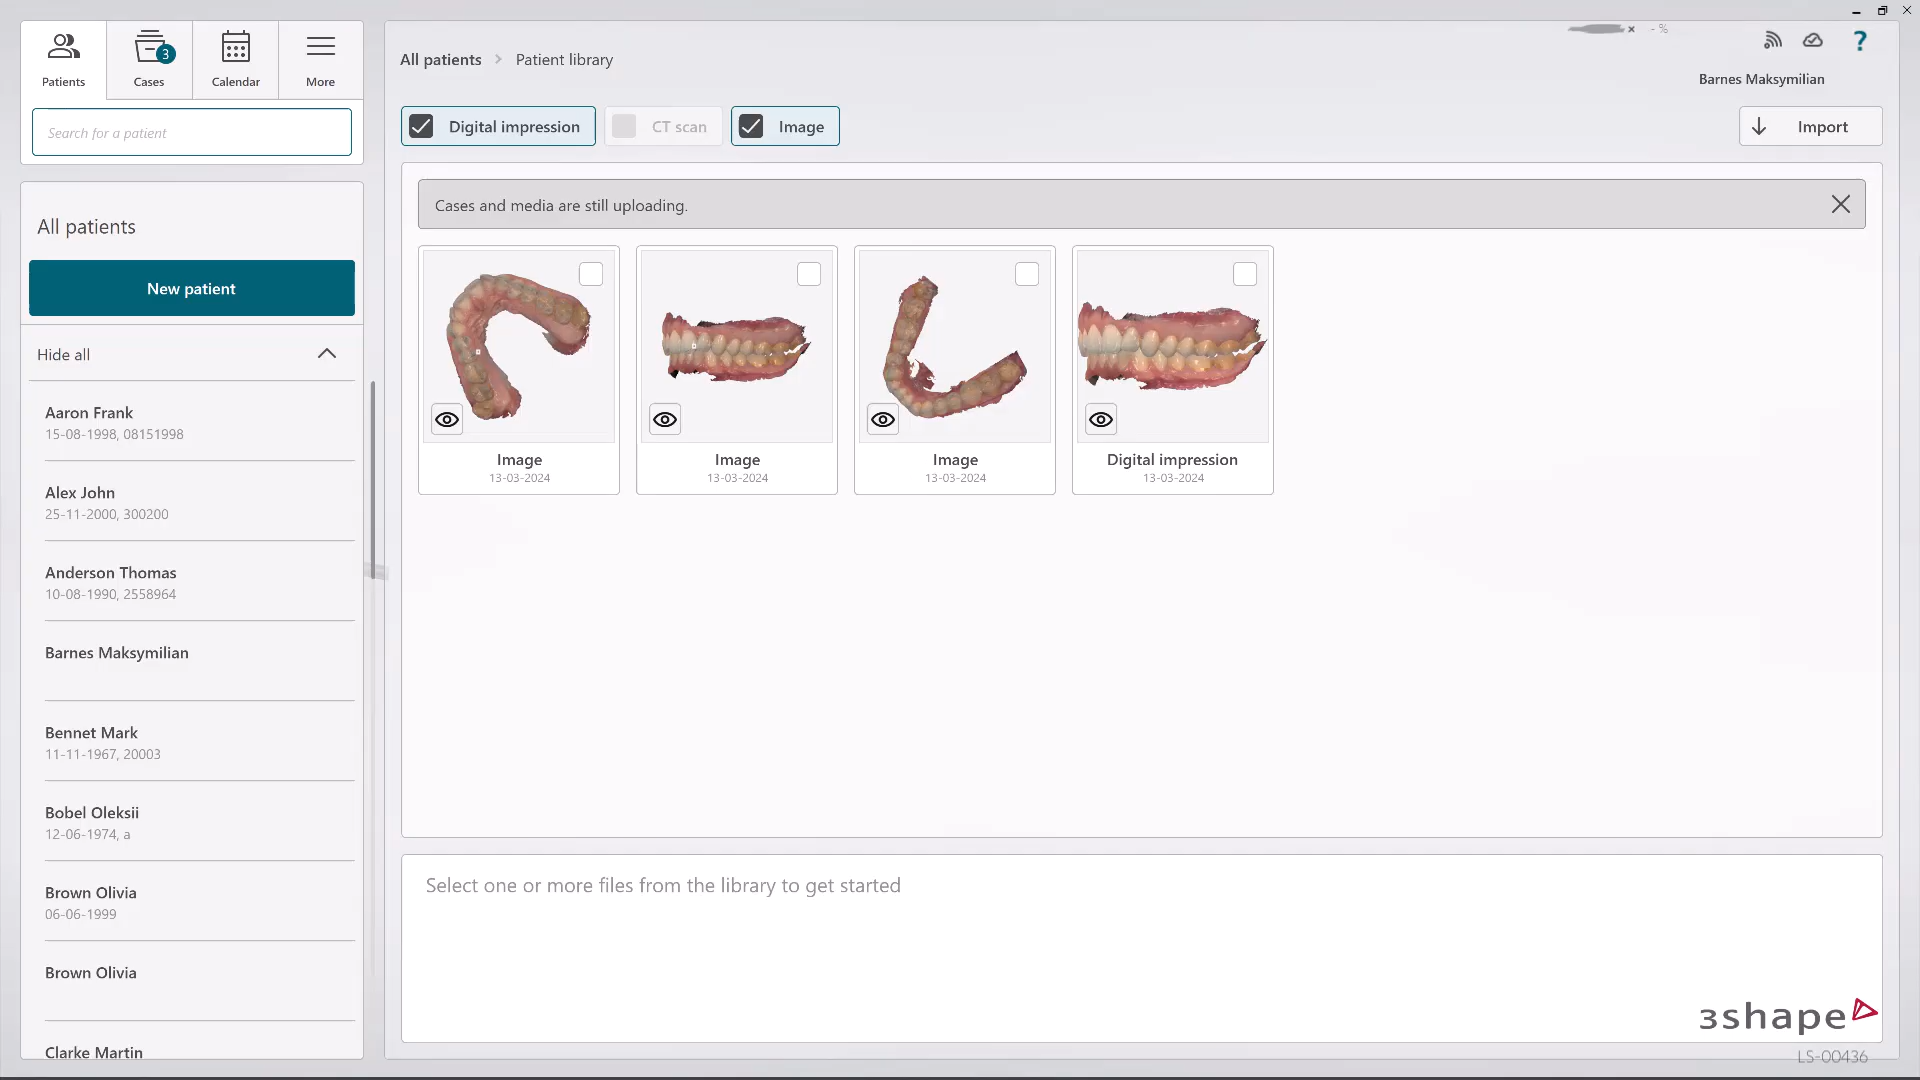 Patients
Cases
3
Calendar
More
Search for a patient
All patients
New patient
Hide all
Aaron Frank
15-08-1998, 08151998
Alex John
25-11-2000, 300200
Anderson Thomas
10-08-1990, 2558964
Barnes Maksymilian
Bennet Mark
11-11-1967, 20003
Bobel Oleksii
12-06-1974, a
Brown Olivia
06-06-1999
Brown Olivia
Clarke Martin
All patients > Patient library
- %
?
Barnes Maksymilian
Digital impression
CT scan
Image
Import
Cases and media are still uploading.
Image
13-03-2024
Image
13-03-2024
Image
13-03-2024
Digital impression
13-03-2024
Select one or more files from the library to get started
3shape
LS-00436